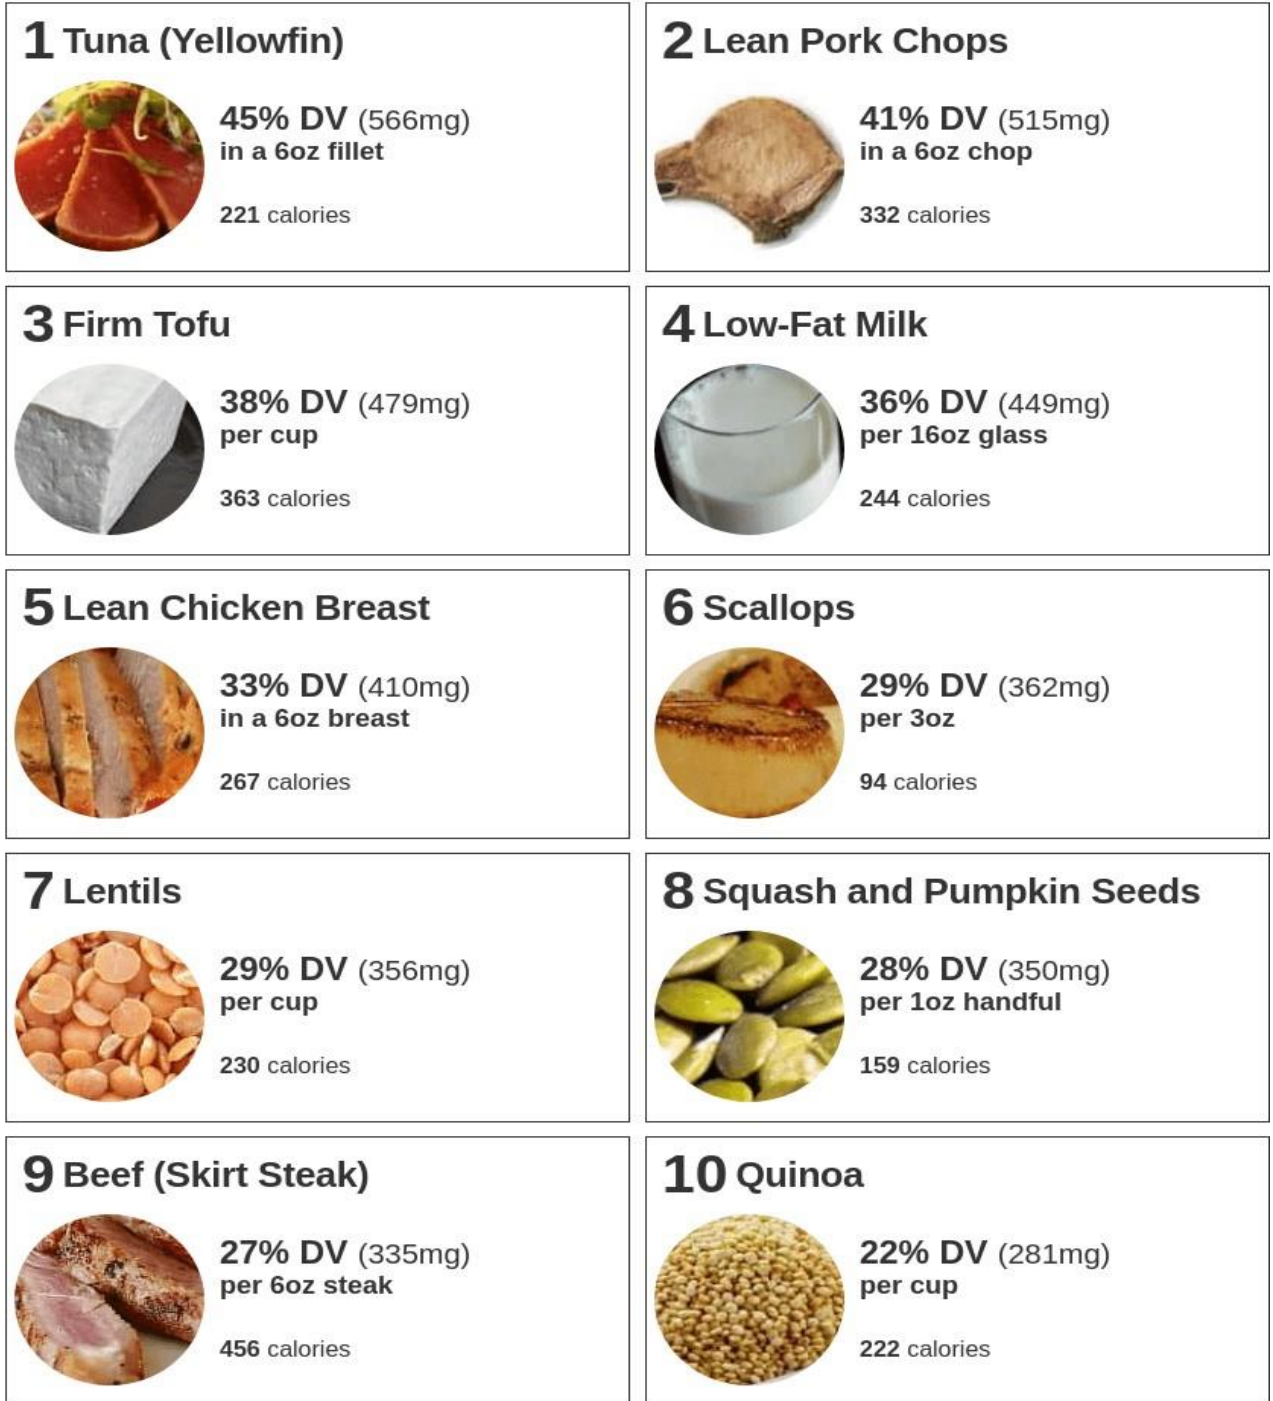 1 Tuna (Yellowfin)
45% DV (566mg)
in a 6oz fillet
221 calories
2 Lean Pork Chops
41% DV (515mg)
in a 6oz chop
332 calories
3 Firm Tofu
38% DV (479mg)
per cup
363 calories
4 Low-Fat Milk
36% DV (449mg)
per 16oz glass
244 calories
5 Lean Chicken Breast
33% DV (410mg)
in a 6oz breast
267 calories
6 Scallops
29% DV (362mg)
per 3oz
94 calories
7 Lentils
29% DV (356mg)
per cup
230 calories
8 Squash and Pumpkin Seeds
28% DV (350mg)
per 1oz handful
159 calories
9 Beef (Skirt Steak)
27% DV (335mg)
per 6oz steak
456 calories
10 Quinoa
22% DV (281mg)
per cup
222 calories